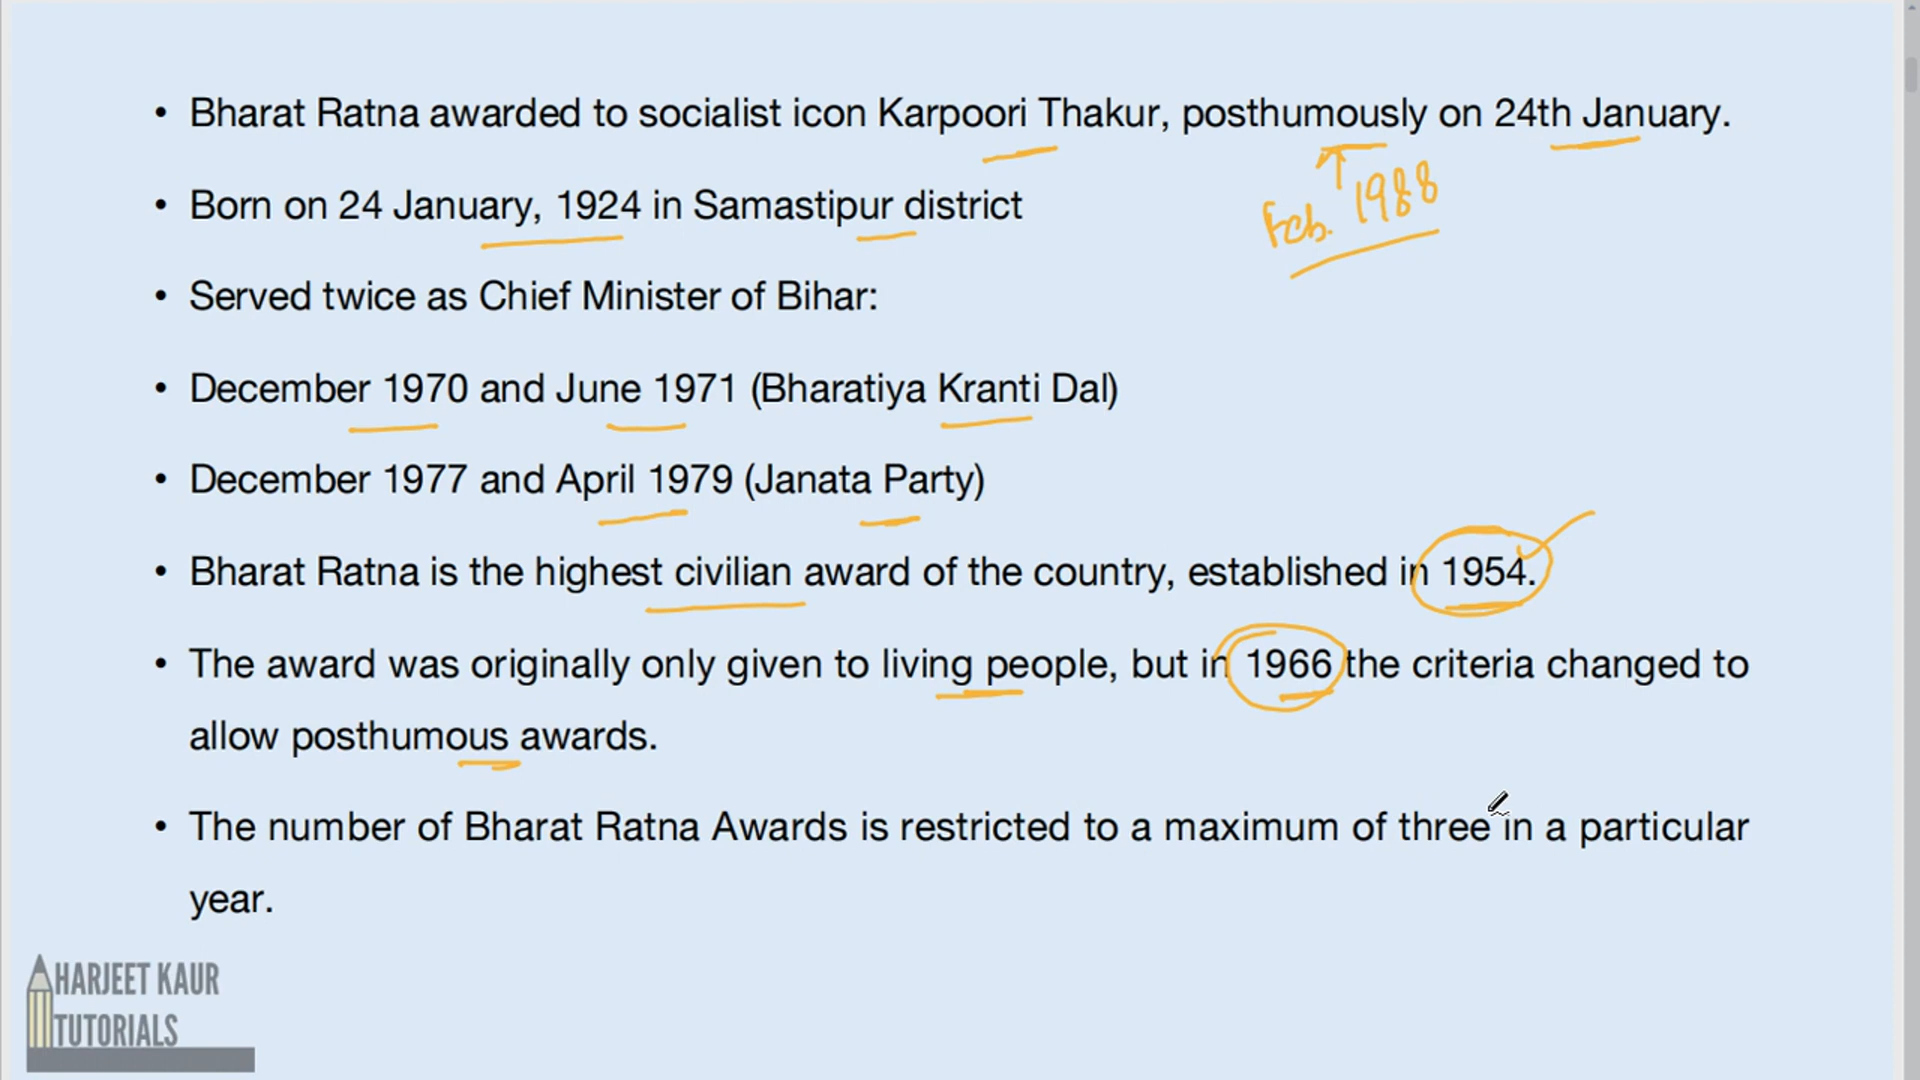 • Bharat Ratna awarded to socialist icon Karpoori Thakur, posthumously on 24th January.
Feb. 1988
• Born on 24 January, 1924 in Samastipur district
• Served twice as Chief Minister of Bihar:
• December 1970 and June 1971 (Bharatiya Kranti Dal)
• December 1977 and April 1979 (Janata Party)
• Bharat Ratna is the highest civilian award of the country, established in 1954.
• The award was originally only given to living people, but in 1966 the criteria changed to
allow posthumous awards.
• The number of Bharat Ratna Awards is restricted to a maximum of three in a particular
year.
HARJEET KAUR
TUTORIALS